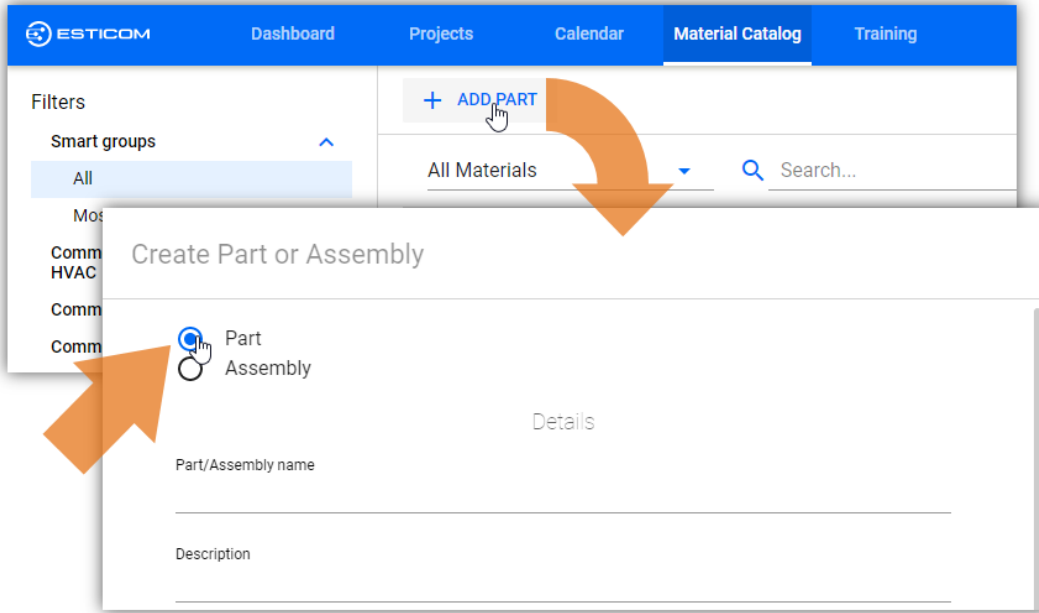 ESTICOM
Dashboard
Projects
Calendar
Material Catalog
Training
Filters
Smart groups
All
+ ADD PART
All Materials
Search...
HVAC
Create Part or Assembly
Part
Assembly
Details
Part/Assembly name
Description